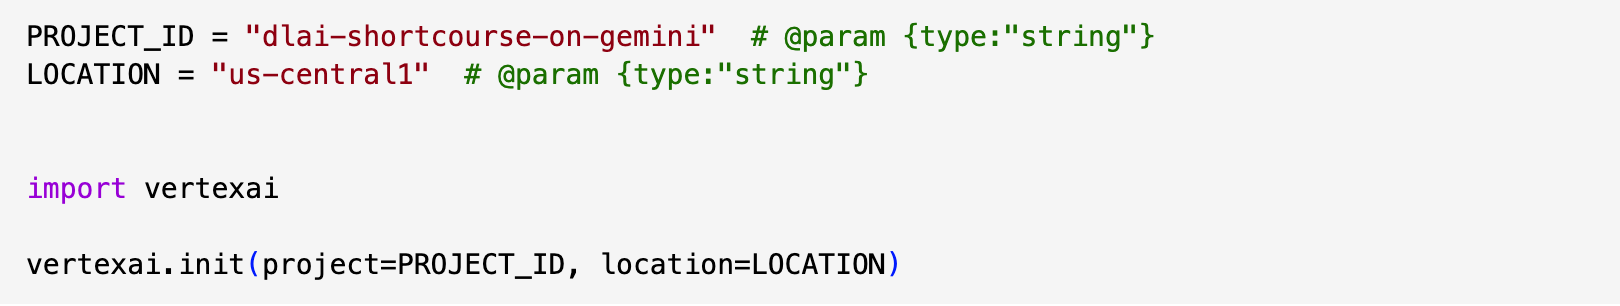 PROJECT_ID = "dlai-shortcourse-on-gemini"  # @param {type:"string"}
LOCATION = "us-central1"  # @param {type:"string"}
import vertexai
vertexai.init(project=PROJECT_ID, location=LOCATION)